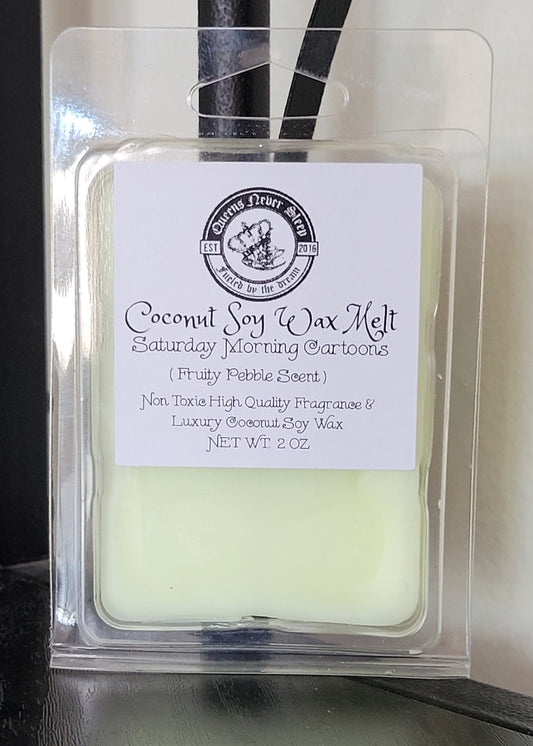 Queens Never Sleep
EST. 2016
Fueled by the dream
Coconut Soy Wax Melt
Saturday Morning Cartoons
( Fruity Pebble Scent )
Non Toxic High Quality Fragrance &
Luxury Coconut Soy Wax
NET WT. 2 OZ